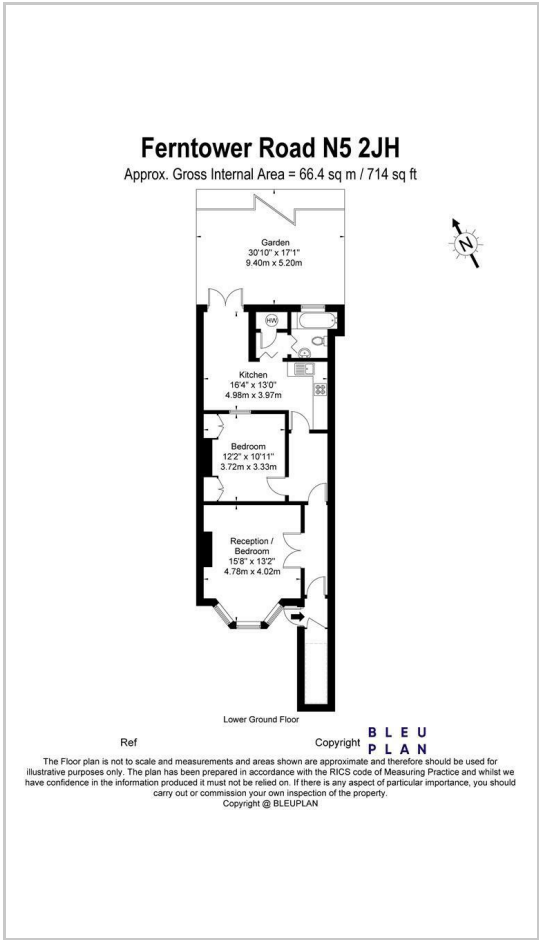 Ferntower Road N5 2JH
Approx. Gross Internal Area = 66.4 sq m / 714 sq ft
Garden
30'10" x 17'1"
9.40m x 5.20m
N
HW
Kitchen
16'4" x 13'0"
4.98m x 3.97m
Bedroom
12'2" x 10'11"
3.72m x 3.33m
Reception /
Bedroom
15'8" x 13'2"
4.78m x 4.02m
Lower Ground Floor
Ref
Copyright
BLEU
PLAN
The Floor plan is not to scale and measurements and areas shown are approximate and therefore should be used for
illustrative purposes only. The plan has been prepared in accordance with the RICS code of Measuring Practice and whilst we
have confidence in the information produced it must not be relied on. If there is any aspect of particular importance, you should
carry out or commission your own inspection of the property.
Copyright @ BLEUPLAN